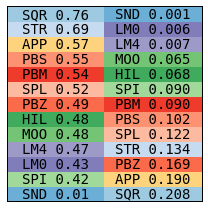 SQR 0.76 SND 0.001
STR 0.69 LM0 0.006
APP 0.57 LM4 0.007
PBS 0.55 MOO 0.065
PBM 0.54 HIL 0.068
SPL 0.52 SPI 0.090
PBZ 0.49 PBM 0.090
HIL 0.48 PBS 0.102
MOO 0.48 SPL 0.122
LM4 0.47 STR 0.134
LM0 0.43 PBZ 0.169
SPI 0.42 APP 0.190
SND 0.01 SQR 0.208